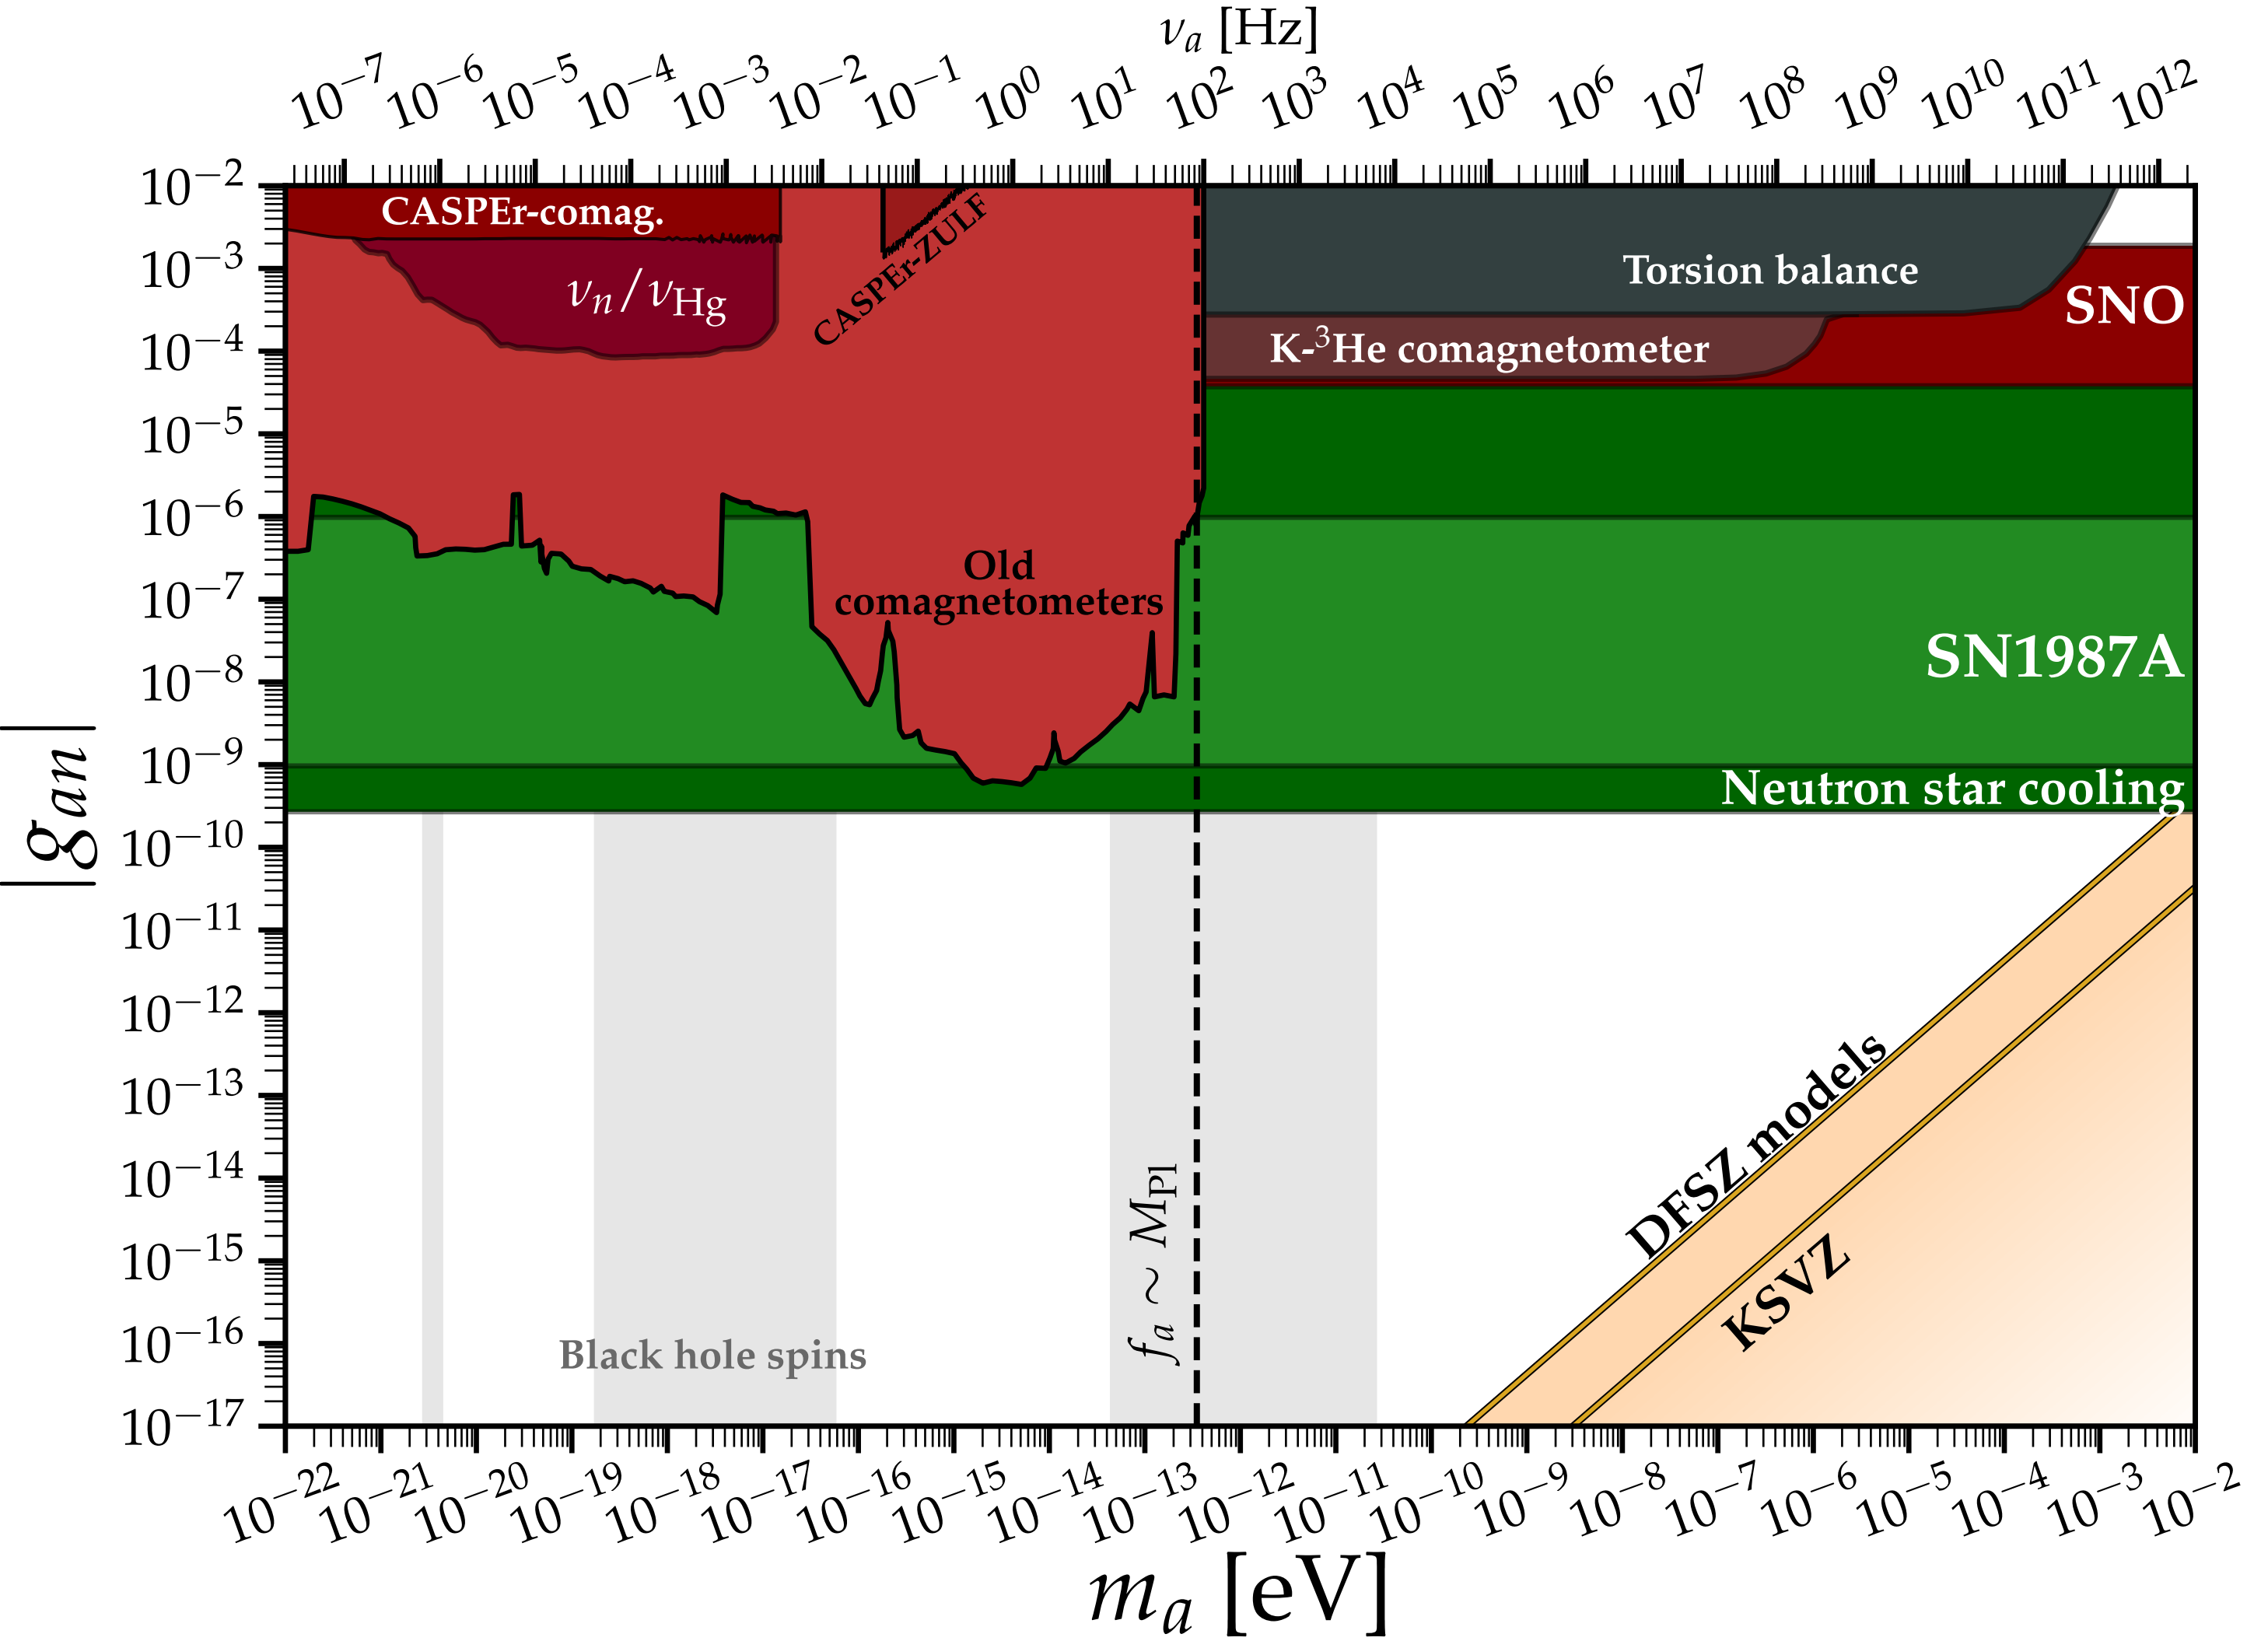 ν_a [Hz]
10^−7 10^−6 10^−5 10^−4 10^−3 10^−2 10^−1 10^0 10^1 10^2 10^3 10^4 10^5 10^6 10^7 10^8 10^9 10^10 10^11 10^12
10^−2
10^−3
10^−4
10^−5
10^−6
10^−7
10^−8
10^−9
10^−10
10^−11
10^−12
10^−13
10^−14
10^−15
10^−16
10^−17
|g_an|
CASPEr-comag.
ν_n/ν_Hg
CASPEr-ZULF
Torsion balance
SNO
K-³He comagnetometer
Old
comagnetometers
SN1987A
Neutron star cooling
DFSZ models
KSVZ
f_a ∼ M_Pl
Black hole spins
10^−22 10^−21 10^−20 10^−19 10^−18 10^−17 10^−16 10^−15 10^−14 10^−13 10^−12 10^−11 10^−10 10^−9 10^−8 10^−7 10^−6 10^−5 10^−4 10^−3 10^−2
m_a [eV]